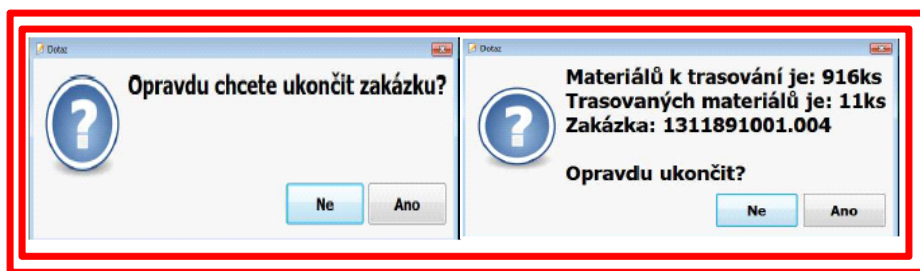 Dotaz
Opravdu chcete ukončit zakázku?
Ne
Ano
Dotaz
Materiálů k trasování je: 916ks
Trasovaných materiálů je: 11ks
Zakázka: 1311891001.004
Opravdu ukončit?
Ne
Ano